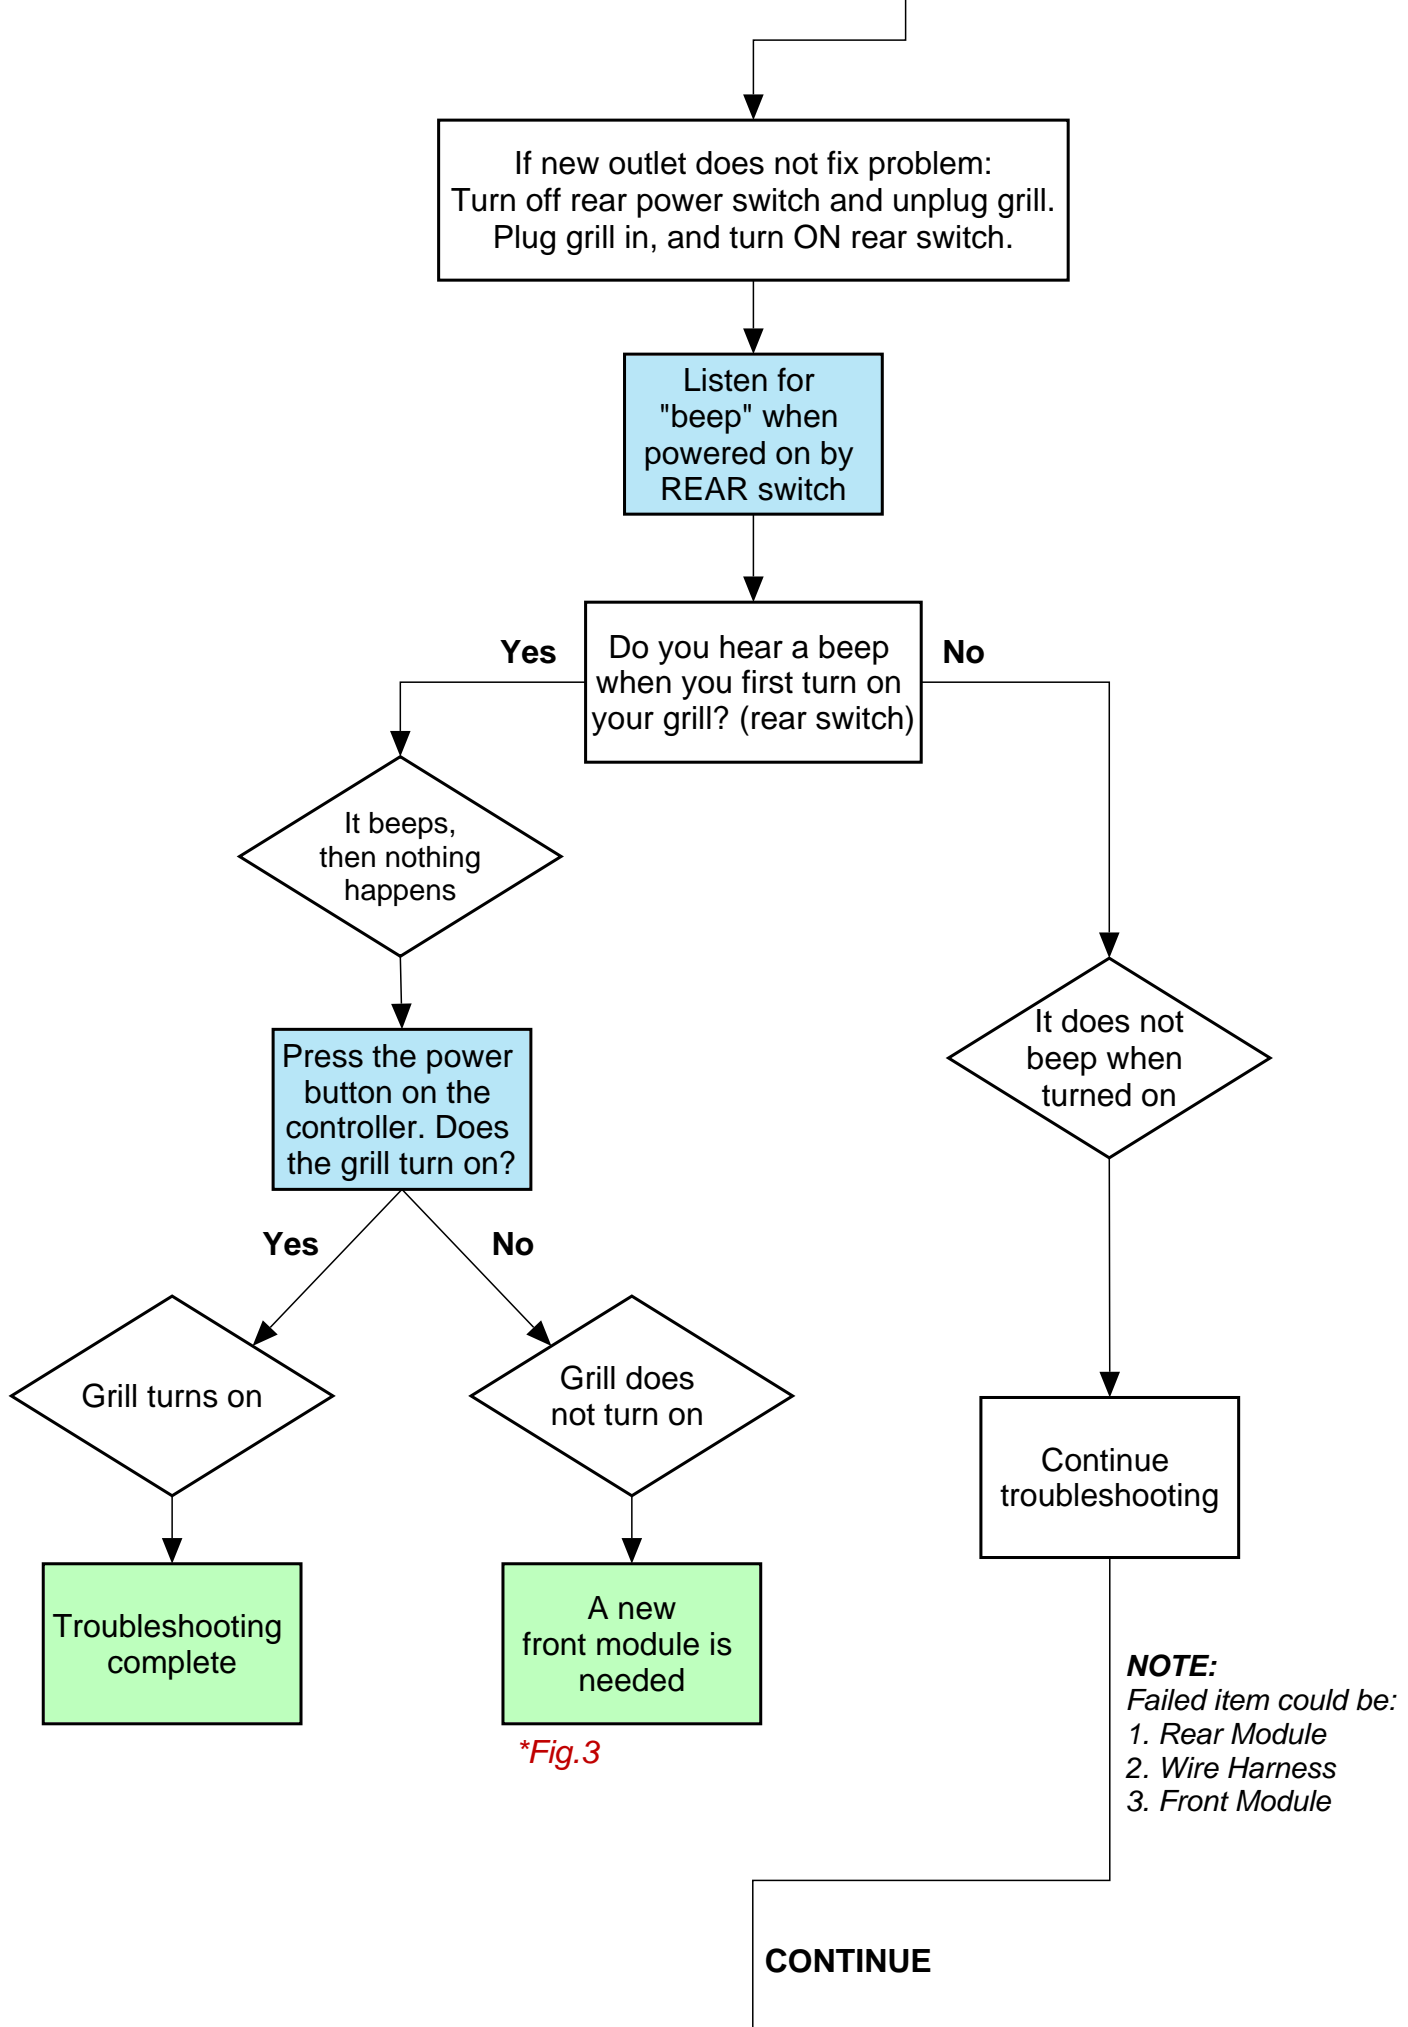 If new outlet does not fix problem:
Turn off rear power switch and unplug grill.
Plug grill in, and turn ON rear switch.
Listen for
"beep" when
powered on by
REAR switch
Yes
Do you hear a beep
when you first turn on
your grill? (rear switch)
No
It beeps,
then nothing
happens
It does not
beep when
turned on
Press the power
button on the
controller. Does
the grill turn on?
Yes
No
Grill turns on
Grill does
not turn on
Continue
troubleshooting
Troubleshooting
complete
A new
front module is
needed
*Fig.3
NOTE:
Failed item could be:
1. Rear Module
2. Wire Harness
3. Front Module
CONTINUE